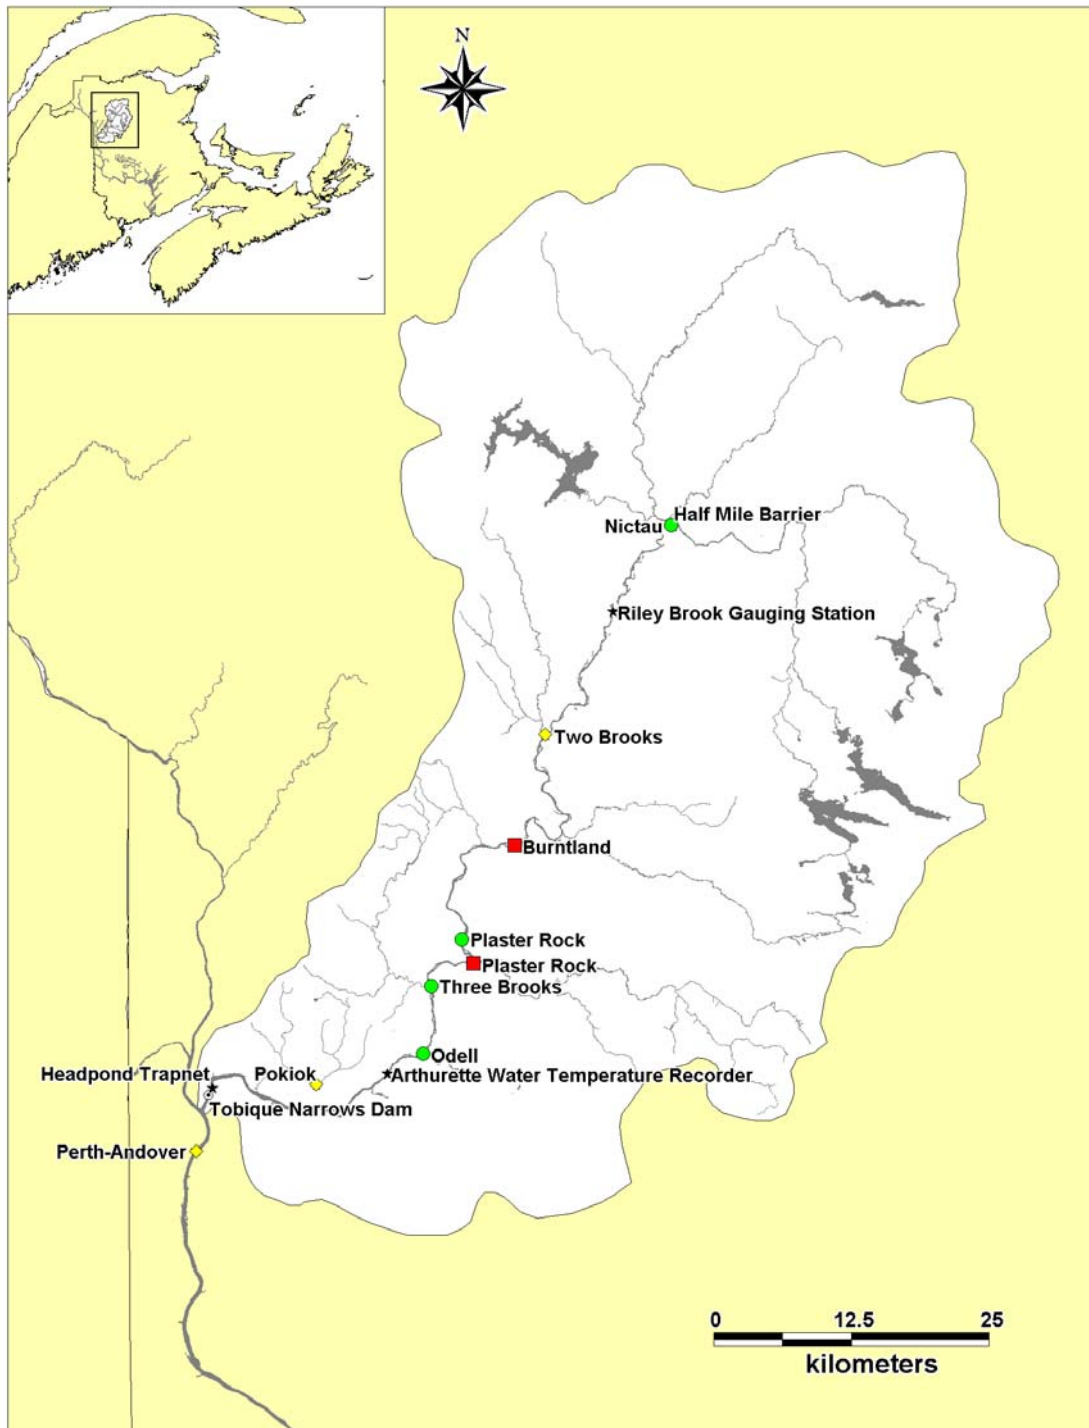 N
Half Mile Barrier
Nictau
Riley Brook Gauging Station
Two Brooks
Burntland
Plaster Rock
Plaster Rock
Three Brooks
Odell
Headpond Trapnet
Pokiok
Arthurette Water Temperature Recorder
Tobique Narrows Dam
Perth-Andover
0 12.5 25
kilometers